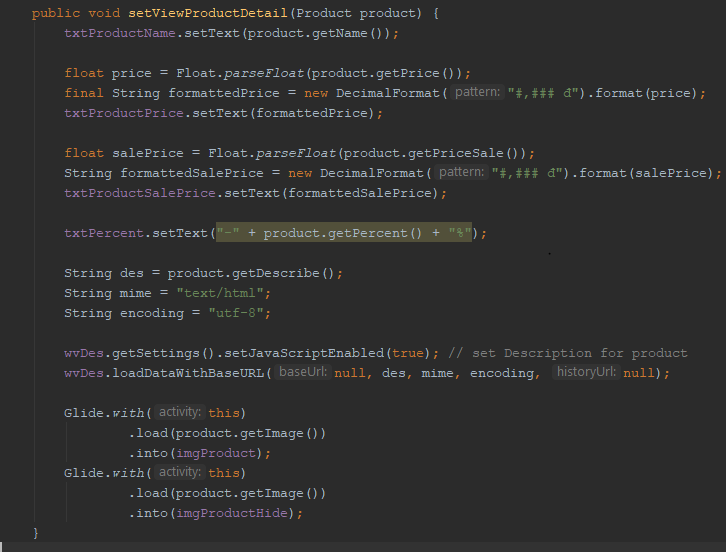 public void setViewProductDetail(Product product) {
txtProductName.setText(product.getName());
float price = Float.parseFloat(product.getPrice());
final String formattedPrice = new DecimalFormat( pattern: "#,### đ").format(price);
txtProductPrice.setText(formattedPrice);
float salePrice = Float.parseFloat(product.getPriceSale());
String formattedSalePrice = new DecimalFormat( pattern: "#,### đ").format(salePrice);
txtProductSalePrice.setText(formattedSalePrice);
txtPercent.setText("-" + product.getPercent() + "%");
String des = product.getDescribe();
String mime = "text/html";
String encoding = "utf-8";
wvDes.getSettings().setJavaScriptEnabled(true); // set Description for product
wvDes.loadDataWithBaseURL( baseUrl: null, des, mime, encoding, historyUrl: null);
Glide.with( activity: this)
.load(product.getImage())
.into(imgProduct);
Glide.with( activity: this)
.load(product.getImage())
.into(imgProductHide);
}